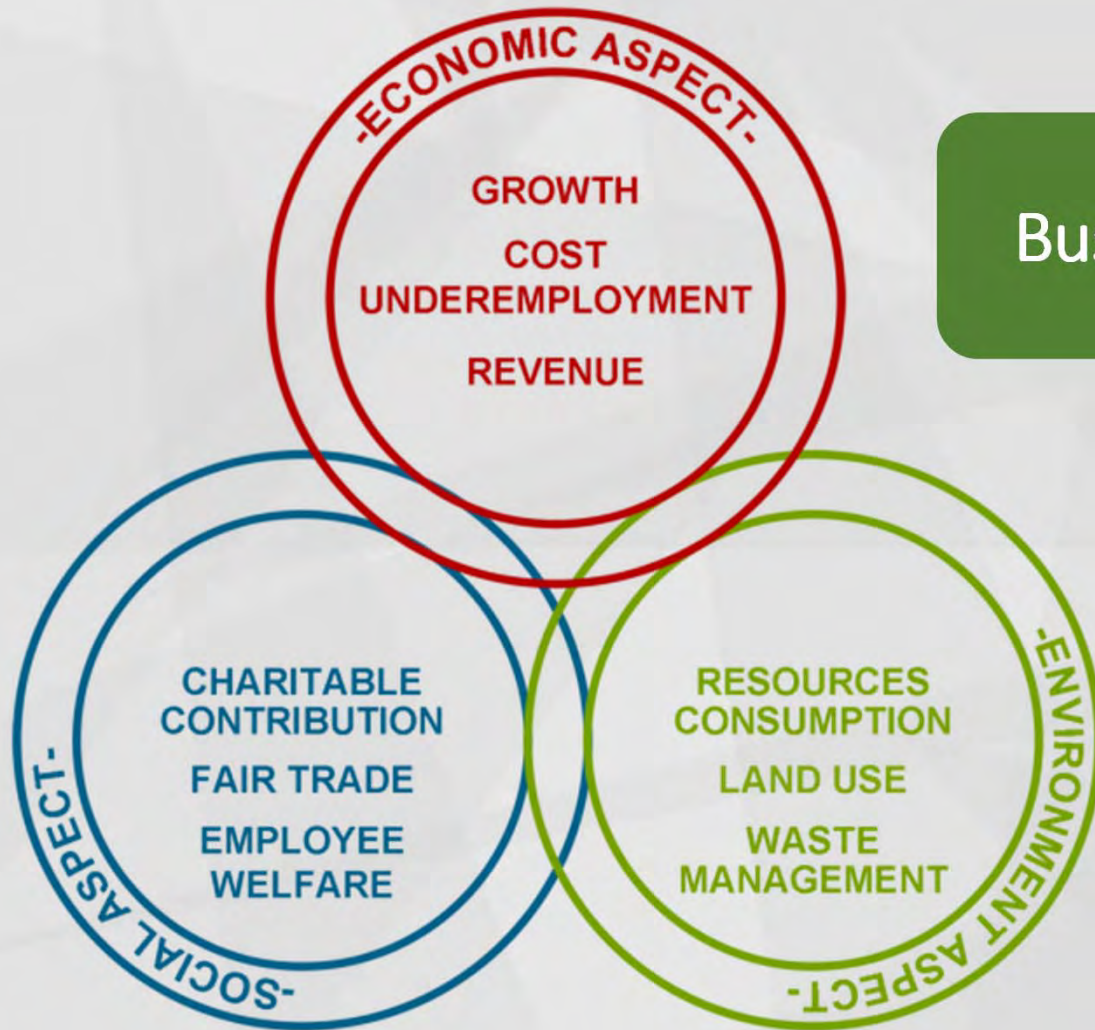 -ECONOMIC ASPECT-
GROWTH
COST
UNDEREMPLOYMENT
REVENUE
CHARITABLE
CONTRIBUTION
FAIR TRADE
EMPLOYEE
WELFARE
-SOCIAL ASPECT-
RESOURCES
CONSUMPTION
LAND USE
WASTE
MANAGEMENT
-ENVIRONMENT ASPECT-